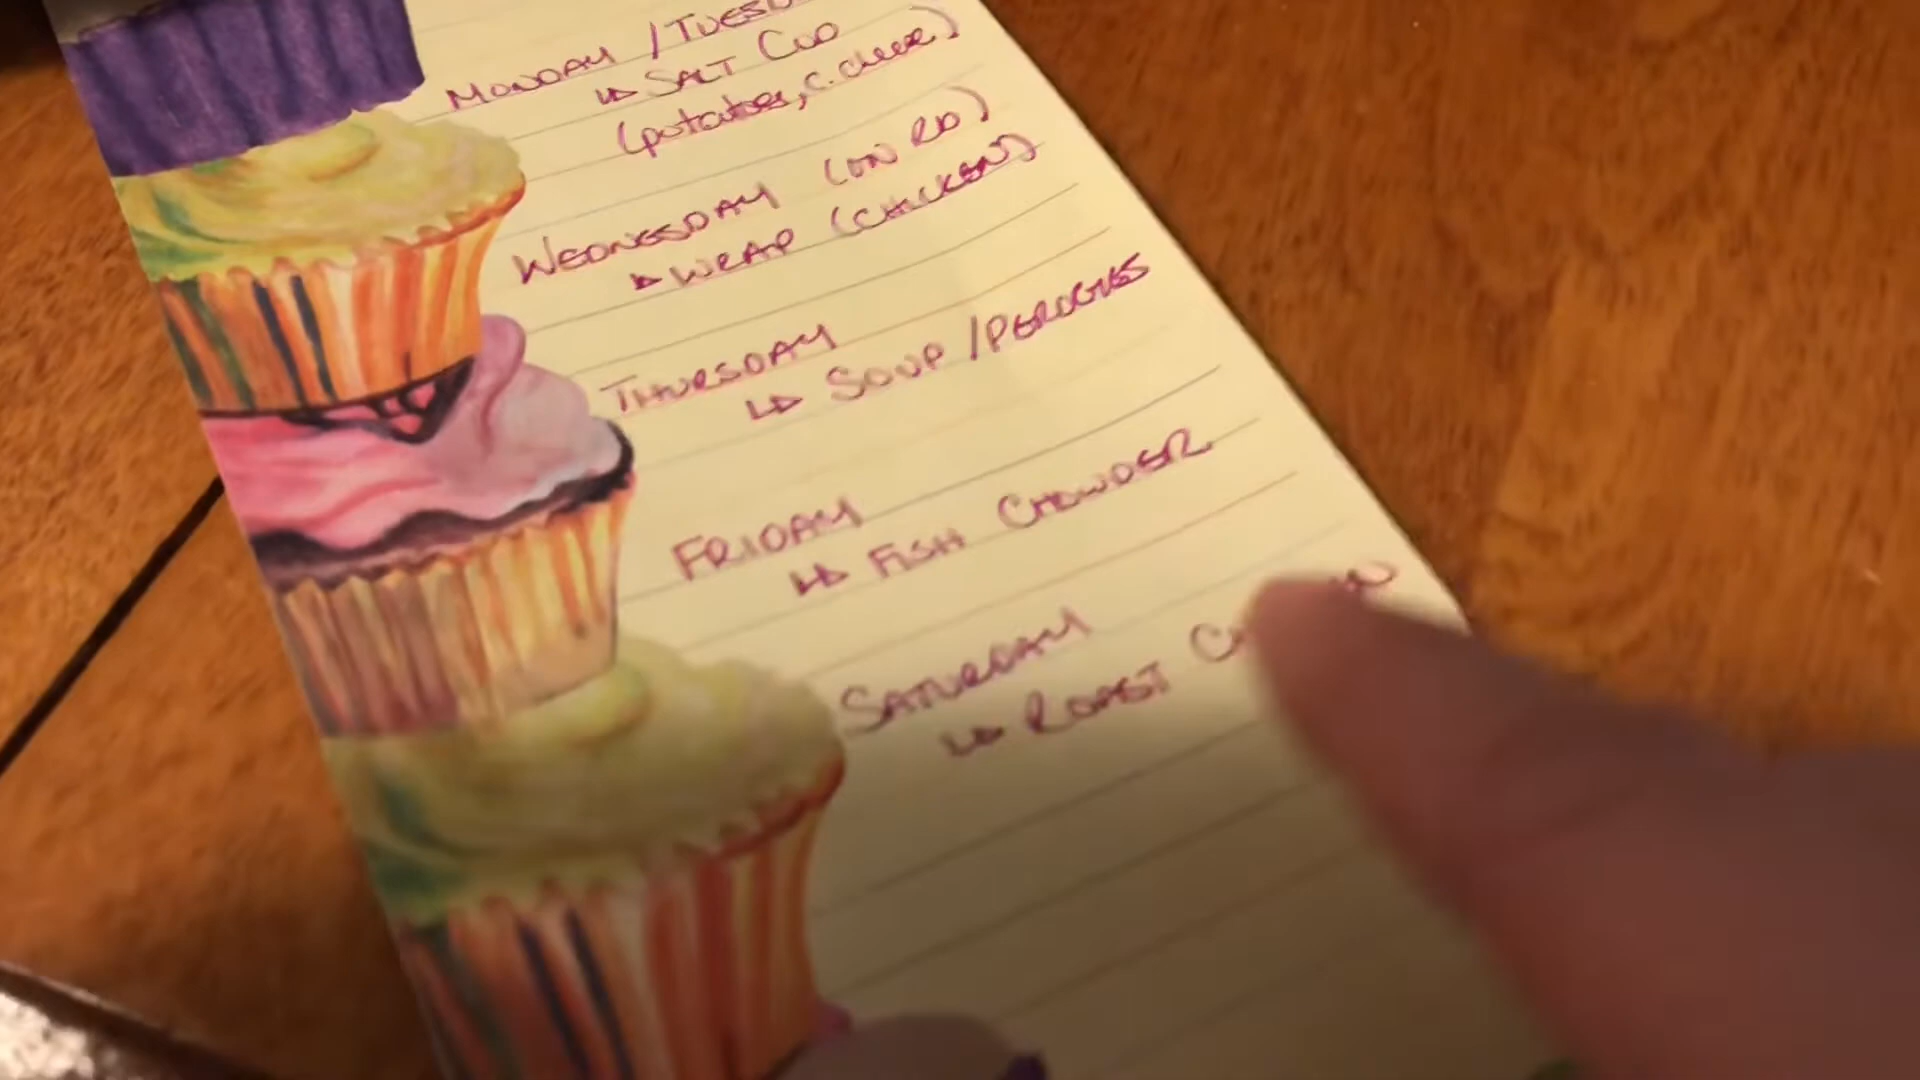 MONDAY / TUESD
↳ SALT COD
(potatoes, c. cheese)
WEDNESDAY (ON RD)
↳ WRAP (CHICKEN)
THURSDAY
↳ SOUP / PEROGIES
FRIDAY
↳ FISH CHOWDER
SATURDAY
↳ ROAST